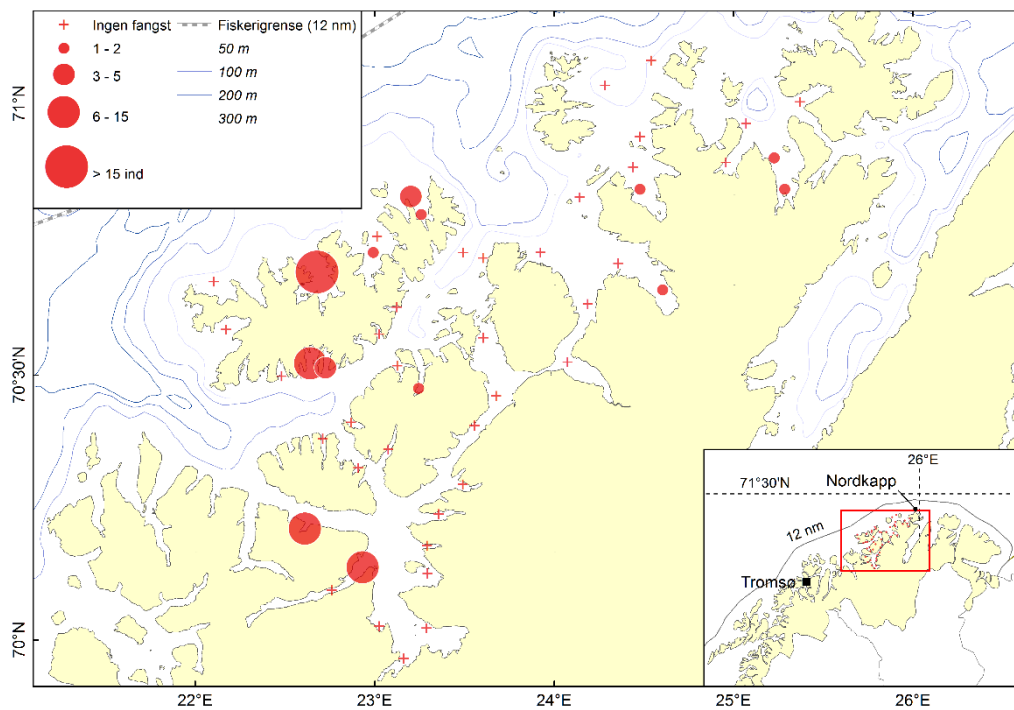 Ingen fangst
Fiskerigrense (12 nm)
1 - 2
50 m
3 - 5
100 m
200 m
6 - 15
300 m
> 15 ind
71°N
70°30'N
70°N
22°E
23°E
24°E
25°E
26°E
26°E
71°30'N
Nordkapp
12 nm
Tromsø